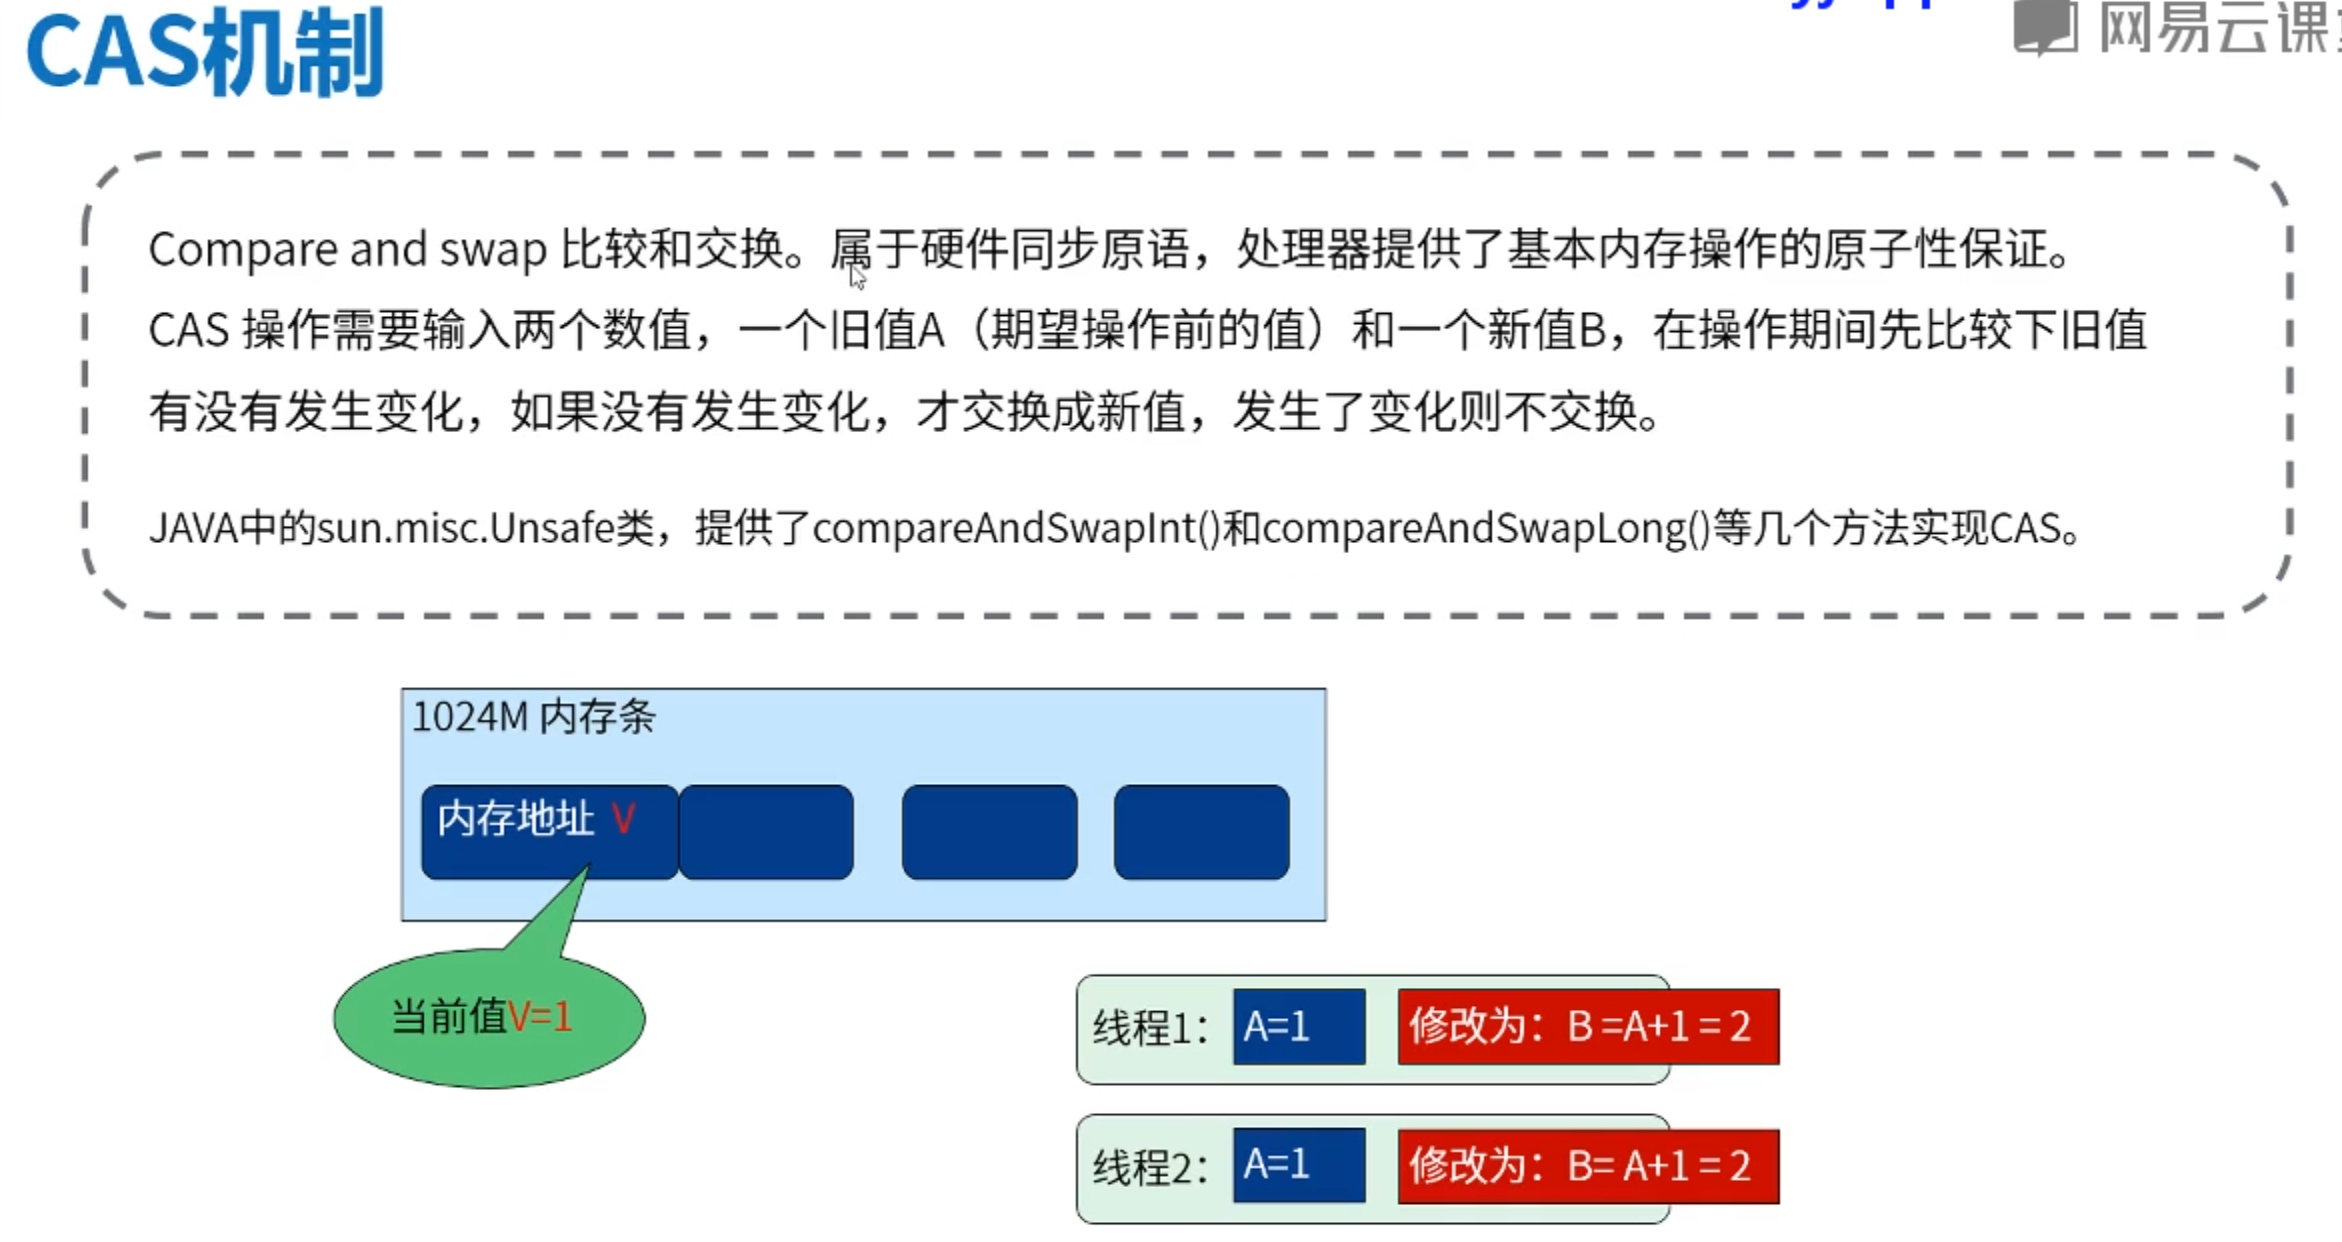 CAS机制
网易云课
Compare and swap 比较和交换。属于硬件同步原语，处理器提供了基本内存操作的原子性保证。
CAS 操作需要输入两个数值，一个旧值A（期望操作前的值）和一个新值B，在操作期间先比较下旧值
有没有发生变化，如果没有发生变化，才交换成新值，发生了变化则不交换。
JAVA中的sun.misc.Unsafe类，提供了compareAndSwapInt()和compareAndSwapLong()等几个方法实现CAS。
1024M 内存条
内存地址 V
当前值V=1
线程1： A=1 修改为：B =A+1 = 2
线程2： A=1 修改为：B= A+1 = 2